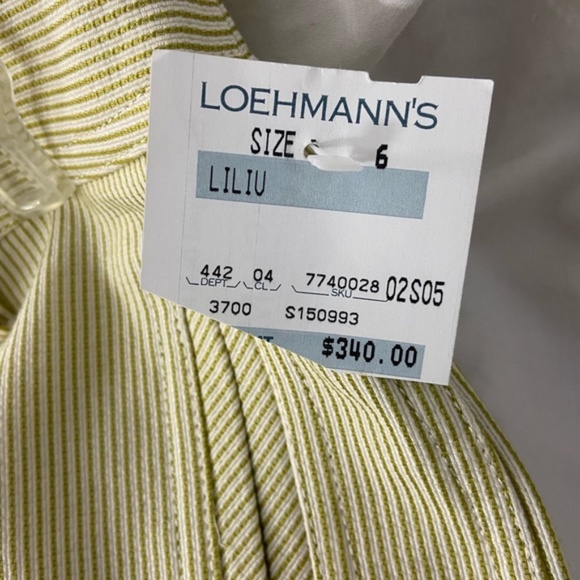 LOEHMANN'S
SIZE 6
LILIU
442 04 7740028 02S05
DEPT CL SKU
3700 S150993
$340.00